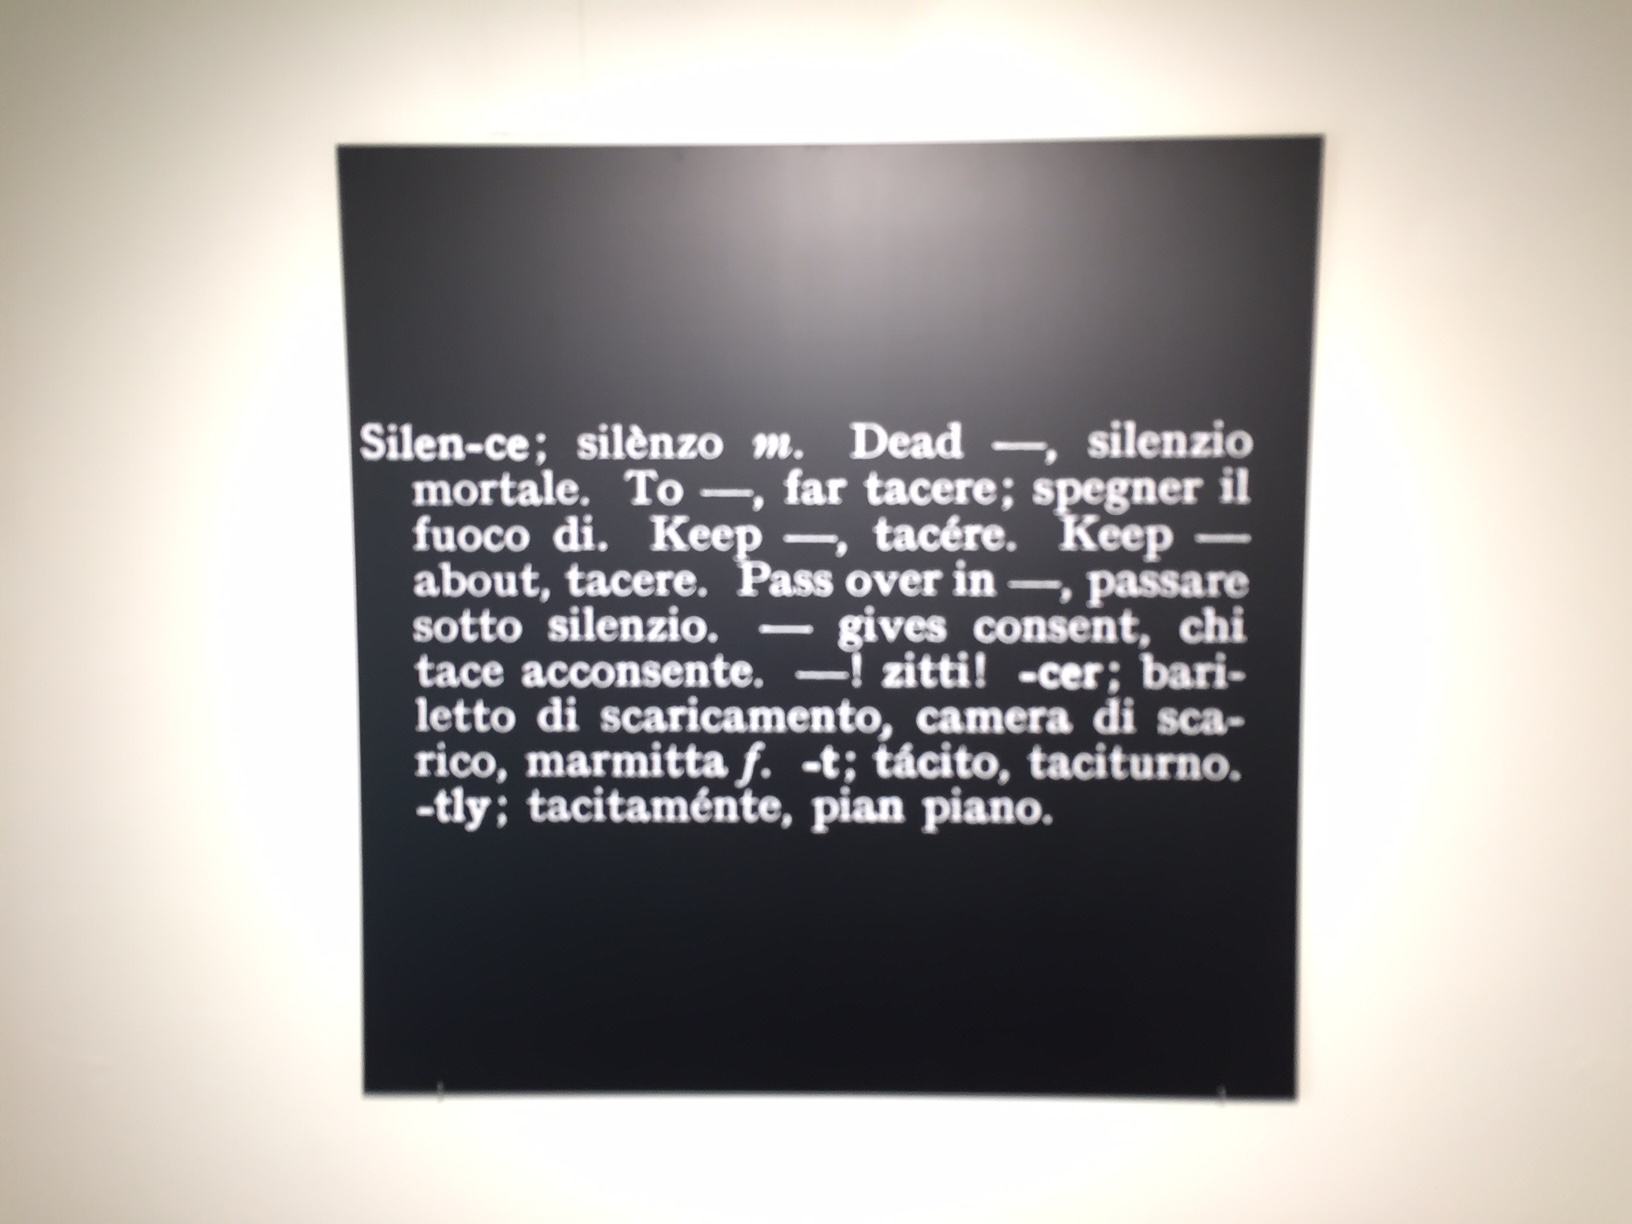 Silen-ce; silènzo m. Dead —, silenzio
mortale. To —, far tacere; spegner il
fuoco di. Keep —, tacére. Keep —
about, tacere. Pass over in —, passare
sotto silenzio. — gives consent, chi
tace acconsente. —! zitti! -cer; bari-
letto di scaricamento, camera di sca-
rico, marmitta f. -t; tácito, taciturno.
-tly; tacitaménte, pian piano.